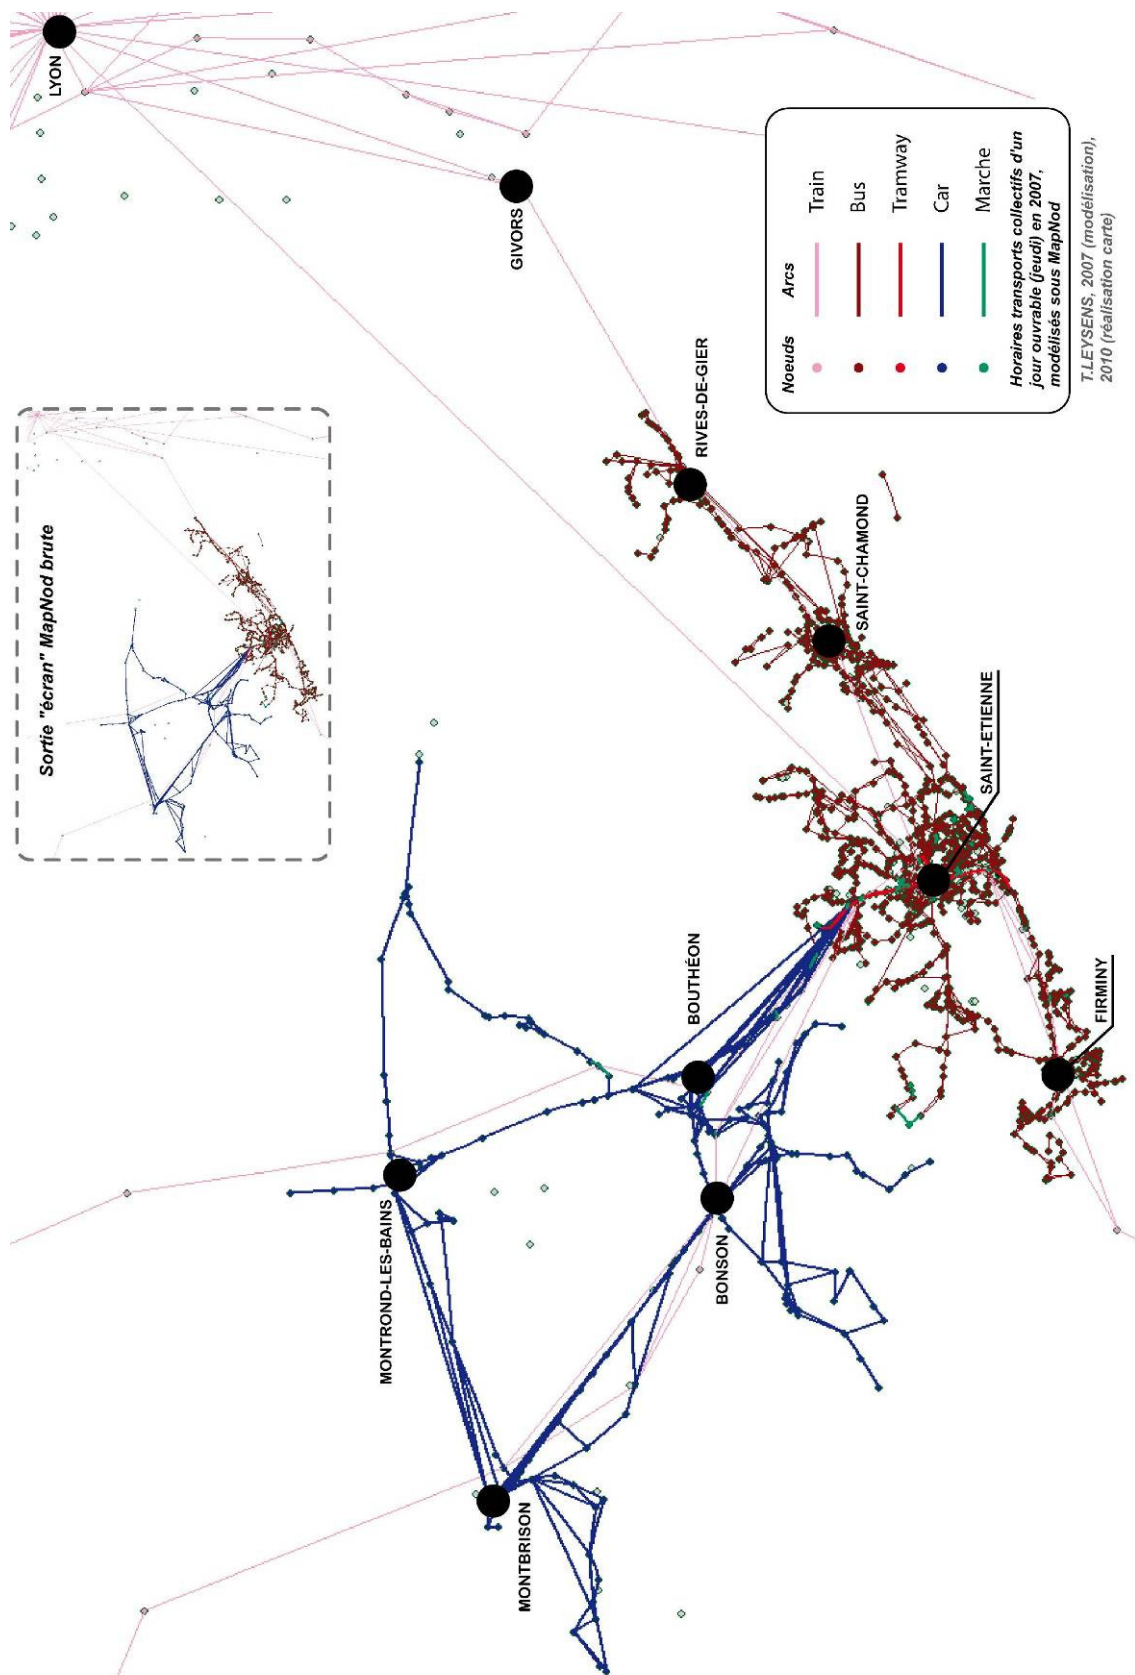 Sortie "écran" MapNod brute
LYON
GIVORS
RIVES-DE-GIER
SAINT-CHAMOND
SAINT-ETIENNE
FIRMINY
BOUTHÉON
BONSON
MONTROND-LES-BAINS
MONTBRISON
Noeuds Arcs
Train
Bus
Tramway
Car
Marche
Horaires transports collectifs d'un
jour ouvrable (jeudi) en 2007,
modélisés sous MapNod
T.LEYSENS, 2007 (modélisation),
2010 (réalisation carte)